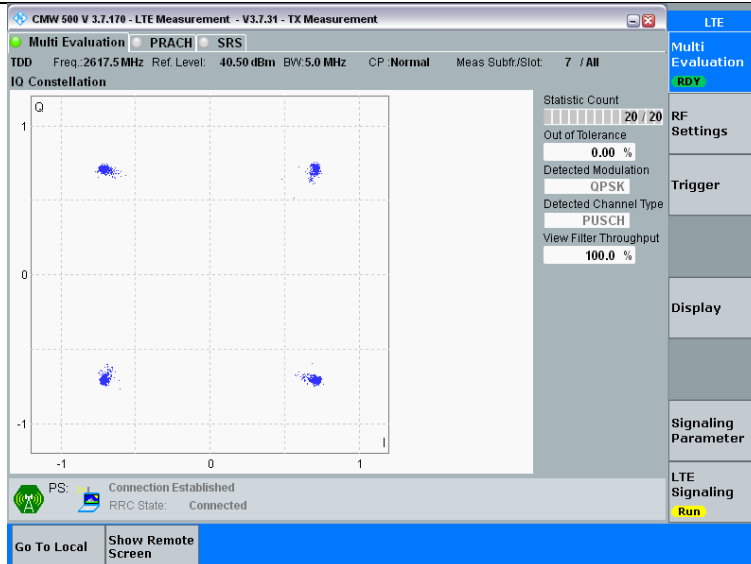 CMW 500 V 3.7.170 - LTE Measurement - V3.7.31 - TX Measurement
LTE
Multi Evaluation PRACH SRS
Multi
Evaluation
RDY
TDD Freq.:2617.5 MHz Ref. Level: 40.50 dBm BW:5.0 MHz CP :Normal Meas Subfr./Slot: 7 / All
IQ Constellation
Q
1
0
-1
-1
0
1
I
Statistic Count
20 / 20
Out of Tolerance
0.00 %
Detected Modulation
QPSK
Detected Channel Type
PUSCH
View Filter Throughput
100.0 %
RF
Settings
Trigger
Display
Signaling
Parameter
LTE
Signaling
Run
PS: Connection Established
RRC State: Connected
Go To Local
Show Remote
Screen